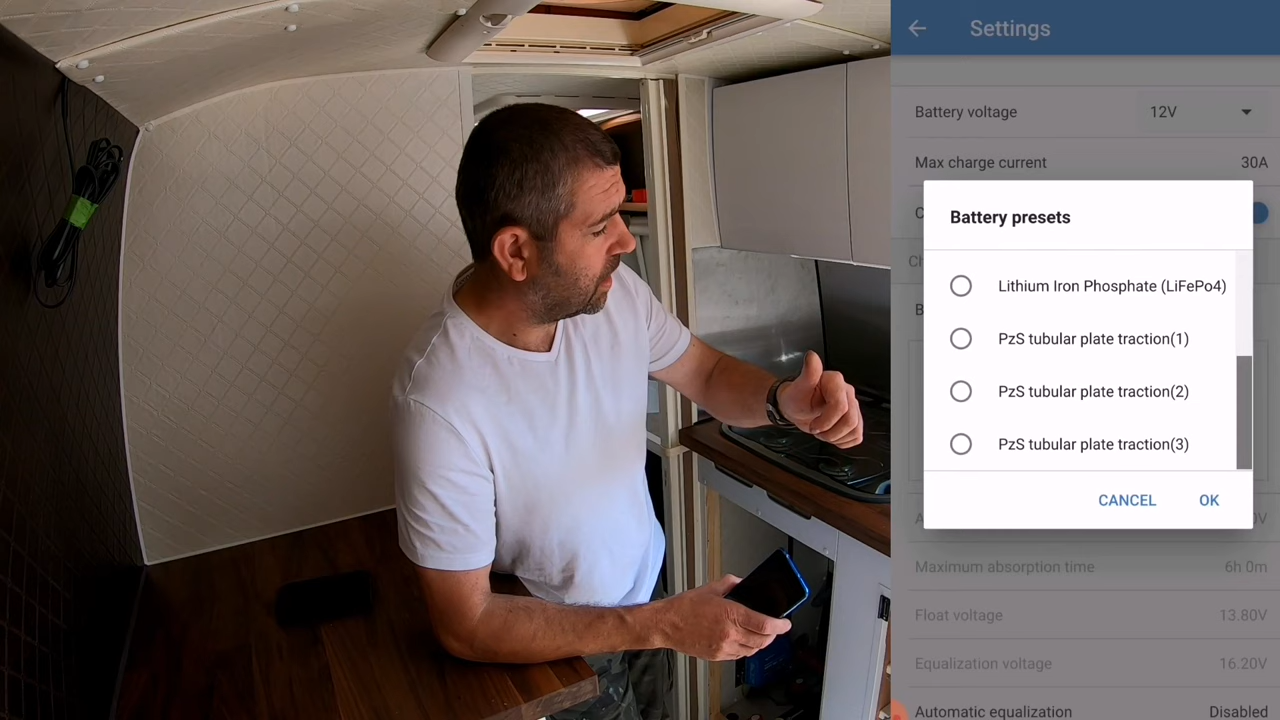 Settings
Battery voltage 12V
Max charge current 30A
C
Ch
B
Battery presets
Lithium Iron Phosphate (LiFePo4)
PzS tubular plate traction(1)
PzS tubular plate traction(2)
PzS tubular plate traction(3)
CANCEL OK
A 0V
Maximum absorption time 6h 0m
Float voltage 13.80V
Equalization voltage 16.20V
Automatic equalization Disabled